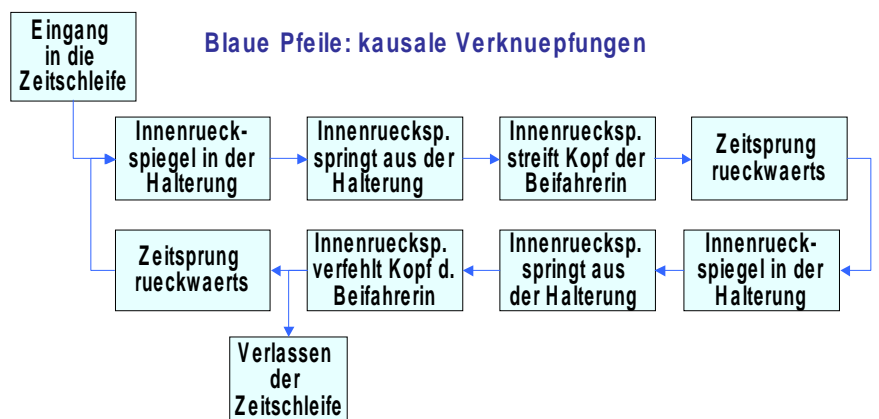 Eingang
in die
Zeitschleife
Blaue Pfeile: kausale Verknuepfungen
Innenrueck-
spiegel in der
Halterung
Innenruecksp.
springt aus der
Halterung
Innenruecksp.
streift Kopf der
Beifahrerin
Zeitsprung
rueckwaerts
Zeitsprung
rueckwaerts
Innenruecksp.
verfehlt Kopf d.
Beifahrerin
Innenruecksp.
springt aus
der Halterung
Innenrueck-
spiegel in der
Halterung
Verlassen
der
Zeitschleife